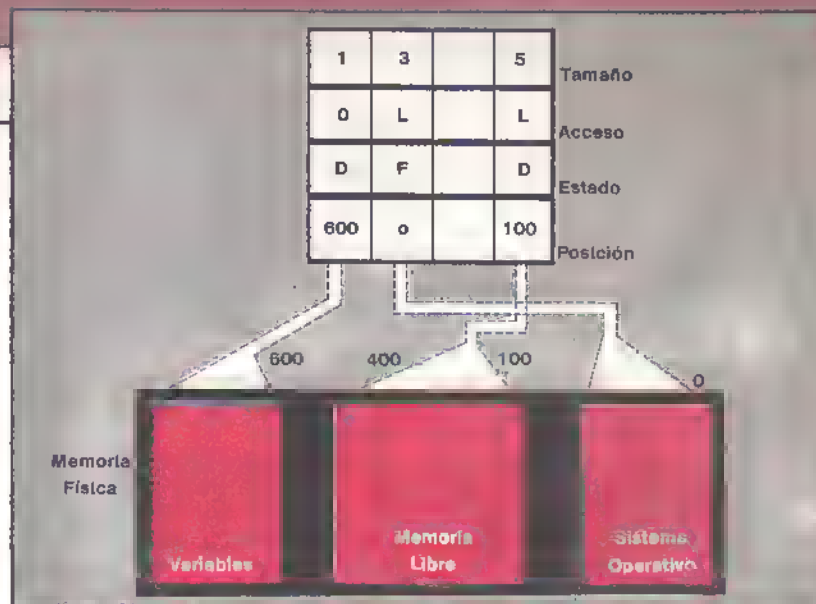 1 3 5 Tamaño
0 L L Acceso
D F D Estado
600 o 100 Posición
600 400 100 0
Memoria
Física
Variables
Memoria
Libre
Sistema
Operativo